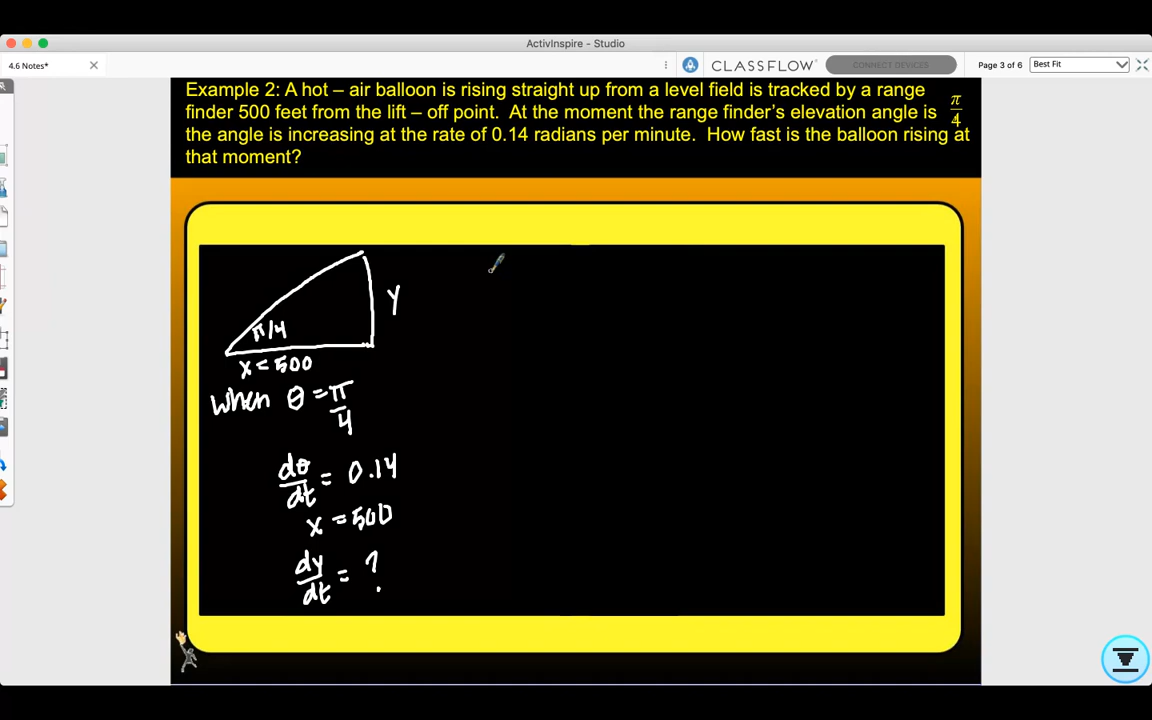 ActivInspire - Studio
4.6 Notes*
CLASSFLOW
CONNECT DEVICES
Page 3 of 6
Best Fit
Example 2: A hot – air balloon is rising straight up from a level field is tracked by a range
finder 500 feet from the lift – off point. At the moment the range finder's elevation angle is π/4
the angle is increasing at the rate of 0.14 radians per minute. How fast is the balloon rising at
that moment?
π/4
y
x = 500
when θ = π/4
dθ/dt = 0.14
x = 500
dy/dt = ?